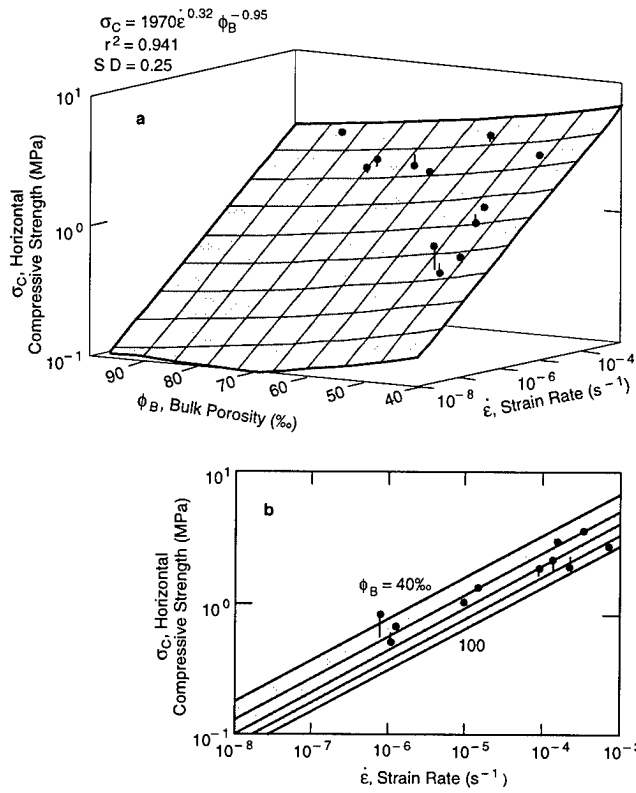 σC = 1970ε̇^0.32 ϕB^−0.95
r² = 0.941
S D = 0.25
a
10¹
10⁰
10⁻¹
σC, Horizontal
Compressive Strength (MPa)
90
80
70
60
50
40
ϕB, Bulk Porosity (‰)
10⁻⁸
10⁻⁶
10⁻⁴
ε̇, Strain Rate (s⁻¹)
b
10¹
10⁰
10⁻¹
σC, Horizontal
Compressive Strength (MPa)
ϕB = 40‰
100
10⁻⁸
10⁻⁷
10⁻⁶
10⁻⁵
10⁻⁴
10⁻³
ε̇, Strain Rate (s⁻¹)